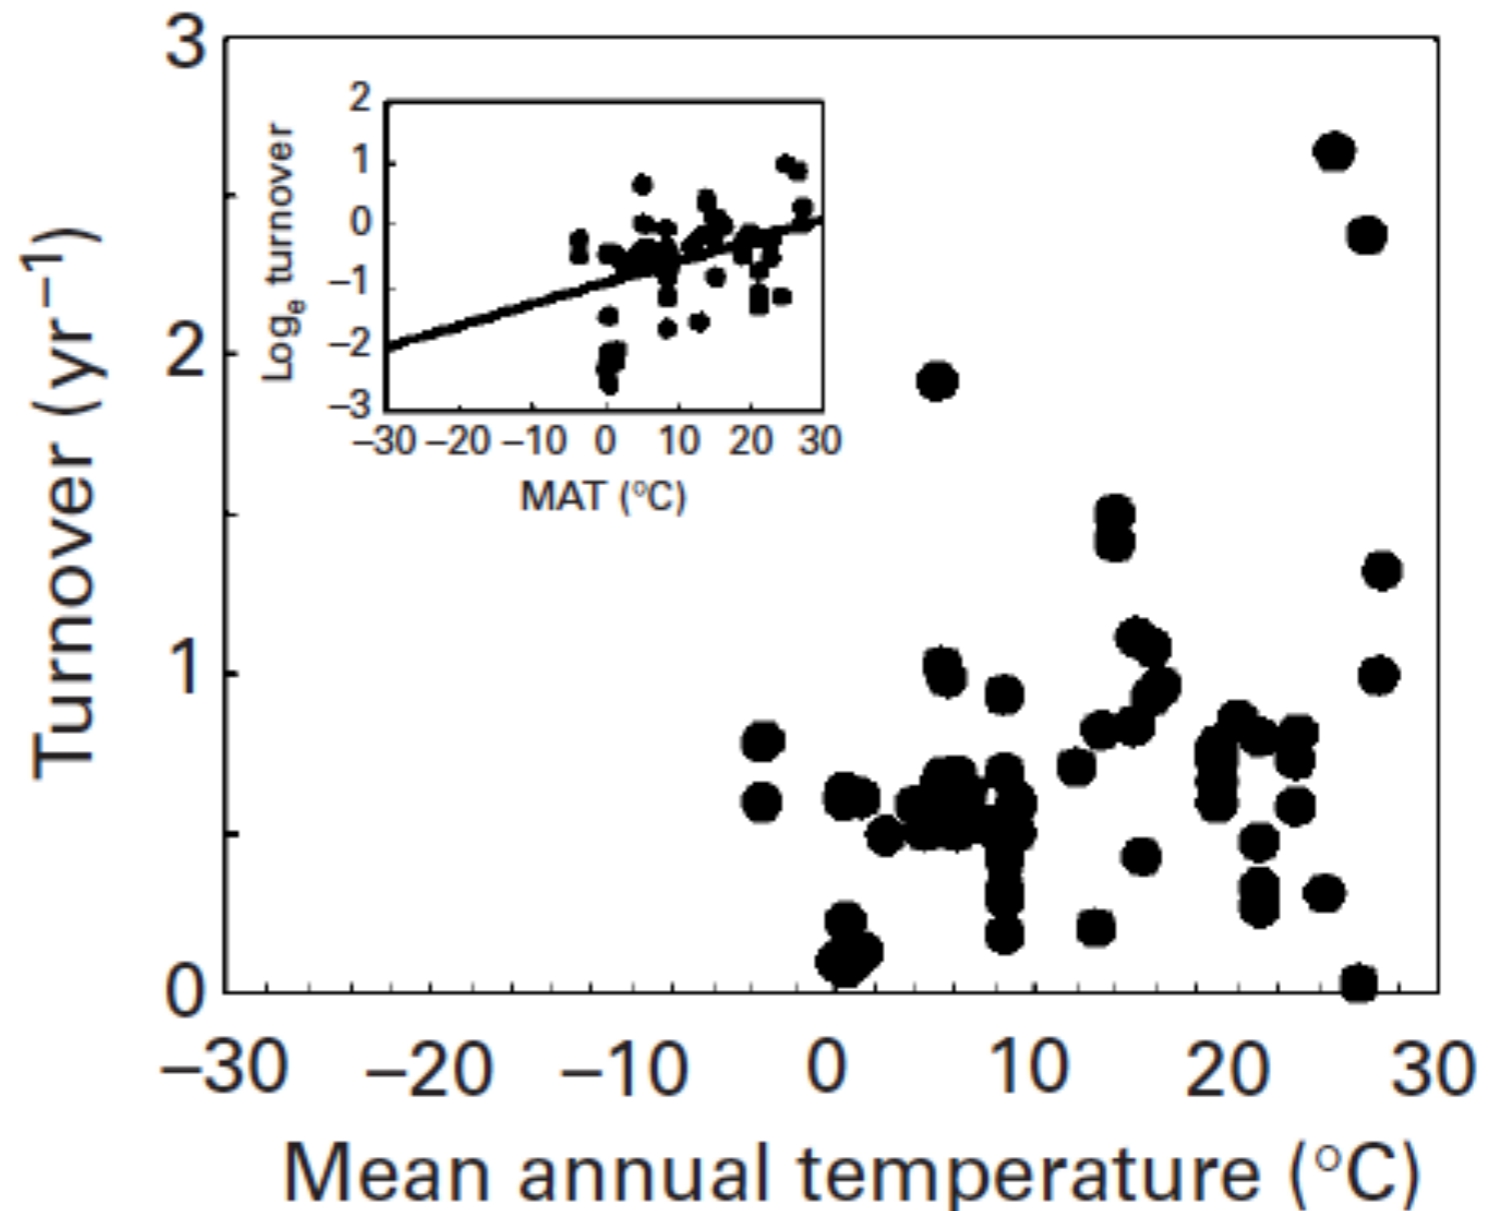 3
2
1
0
Turnover (yr⁻¹)
–30 –20 –10 0 10 20 30
Mean annual temperature (°C)
2
1
0
–1
–2
–3
Logₑ turnover
–30 –20 –10 0 10 20 30
MAT (°C)